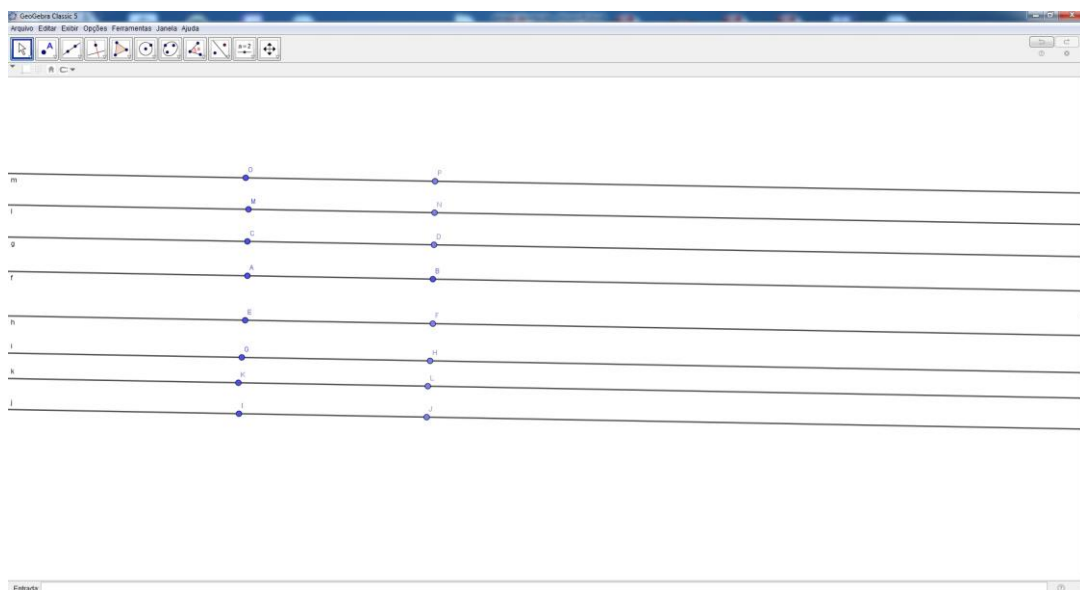 GeoGebra Classic 5
Arquivo Editar Exibir Opções Ferramentas Janela Ajuda
A a=2
O P
m
M N
l
C D
g
A B
f
E F
h
i
G H
k
K L
j
I J
Entrada: